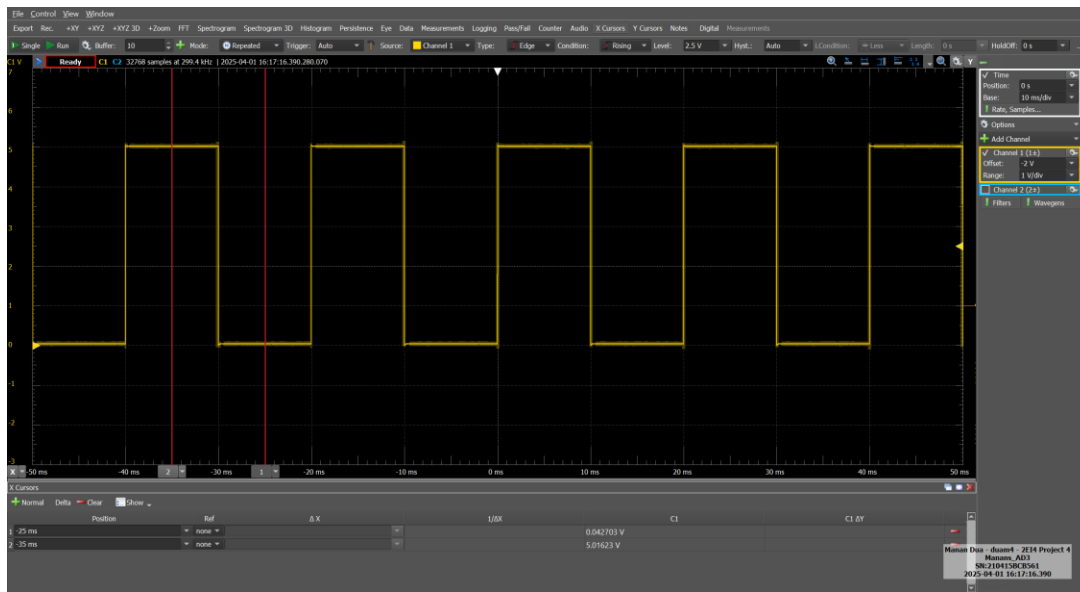 File Control View Window
Export Rec. +XY +XYZ +XYZ 3D +Zoom FFT Spectrogram Spectrogram 3D Histogram Persistence Eye Data Measurements Logging Pass/Fail Counter Audio X Cursors Y Cursors Notes Digital Measurements
Single Run Buffer: 10 Mode: Repeated Trigger: Auto Source: Channel 1 Type: Edge Condition: Rising Level: 2.5 V Hyst.: Auto LCondition: Less Length: 0 s HoldOff: 0 s
C1 V Ready C1 C2 32768 samples at 299.4 kHz | 2025-04-01 16:17:16.390.280.070 Y
7
6
5
4
3
2
1
0
-1
-2
-3
X -50 ms -40 ms 2 -30 ms 1 -20 ms -10 ms 0 ms 10 ms 20 ms 30 ms 40 ms 50 ms
Time
Position: 0 s
Base: 10 ms/div
Rate, Samples...
Options
Add Channel
Channel 1 (1±)
Offset: -2 V
Range: 1 V/div
Channel 2 (2±)
Filters Wavegens
X Cursors
Normal Delta Clear Show
Position Ref Δ X 1/ΔX C1 C1 ΔY
1 -25 ms none 0.042703 V
2 -35 ms none 5.01623 V
Manan Dua - duam4 - 2EI4 Project 4
Manans_AD3
SN:210415BCB561
2025-04-01 16:17:16.390